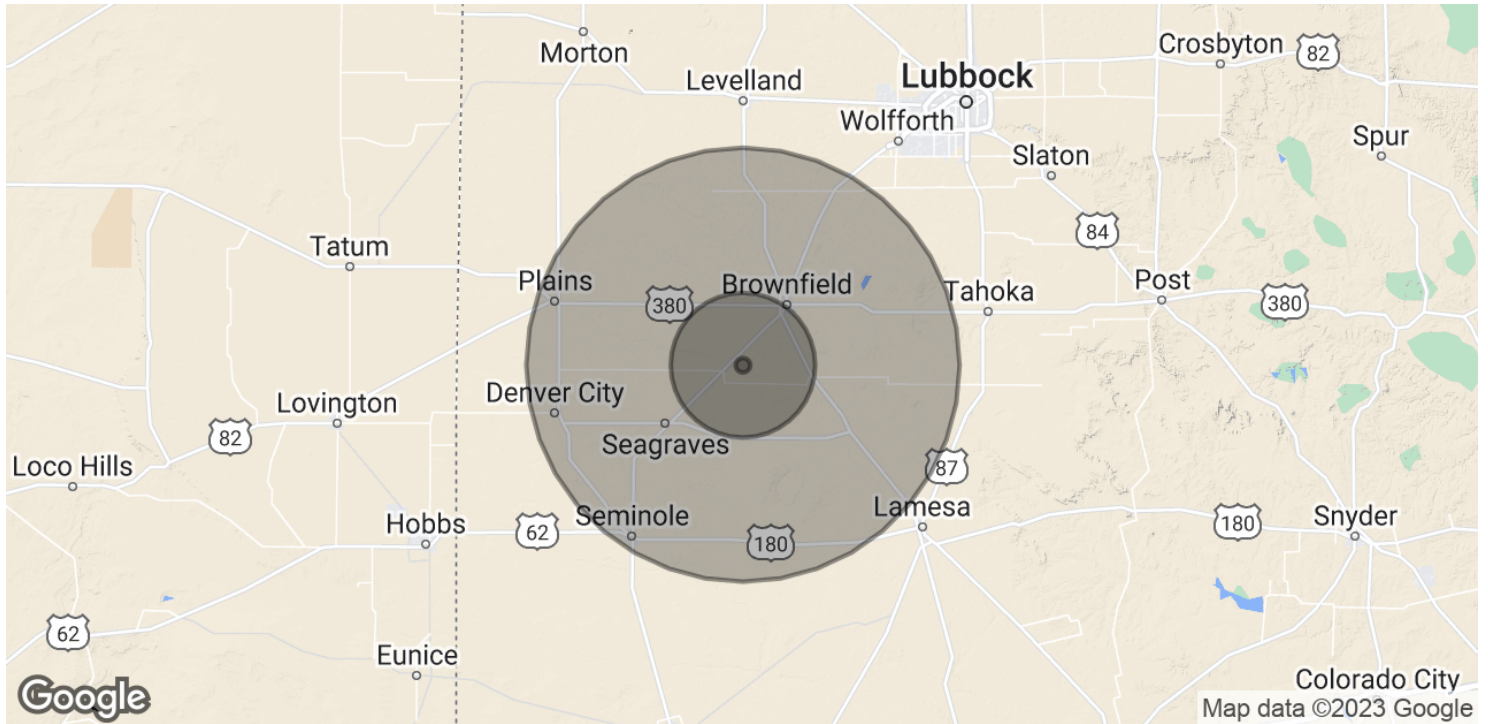 Morton
Crosbyton
82
Levelland
Lubbock
Wolfforth
Spur
Slaton
84
Tatum
Plains
Brownfield
Tahoka
Post
380
380
Denver City
Lovington
82
Seagraves
Loco Hills
87
Hobbs
62
Seminole
180
Lamesa
180
Snyder
62
Eunice
Colorado City
Google
Map data ©2023 Google